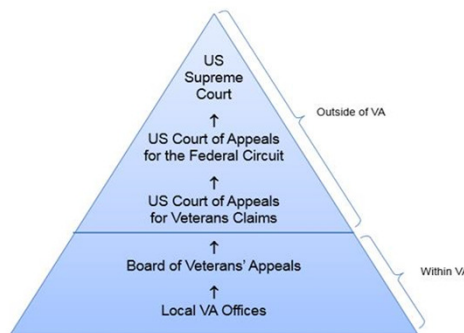 US
Supreme
Court
↑
Outside of VA
US Court of Appeals
for the Federal Circuit
↑
US Court of Appeals
for Veterans Claims
↑
Board of Veterans' Appeals
Within VA
↑
Local VA Offices